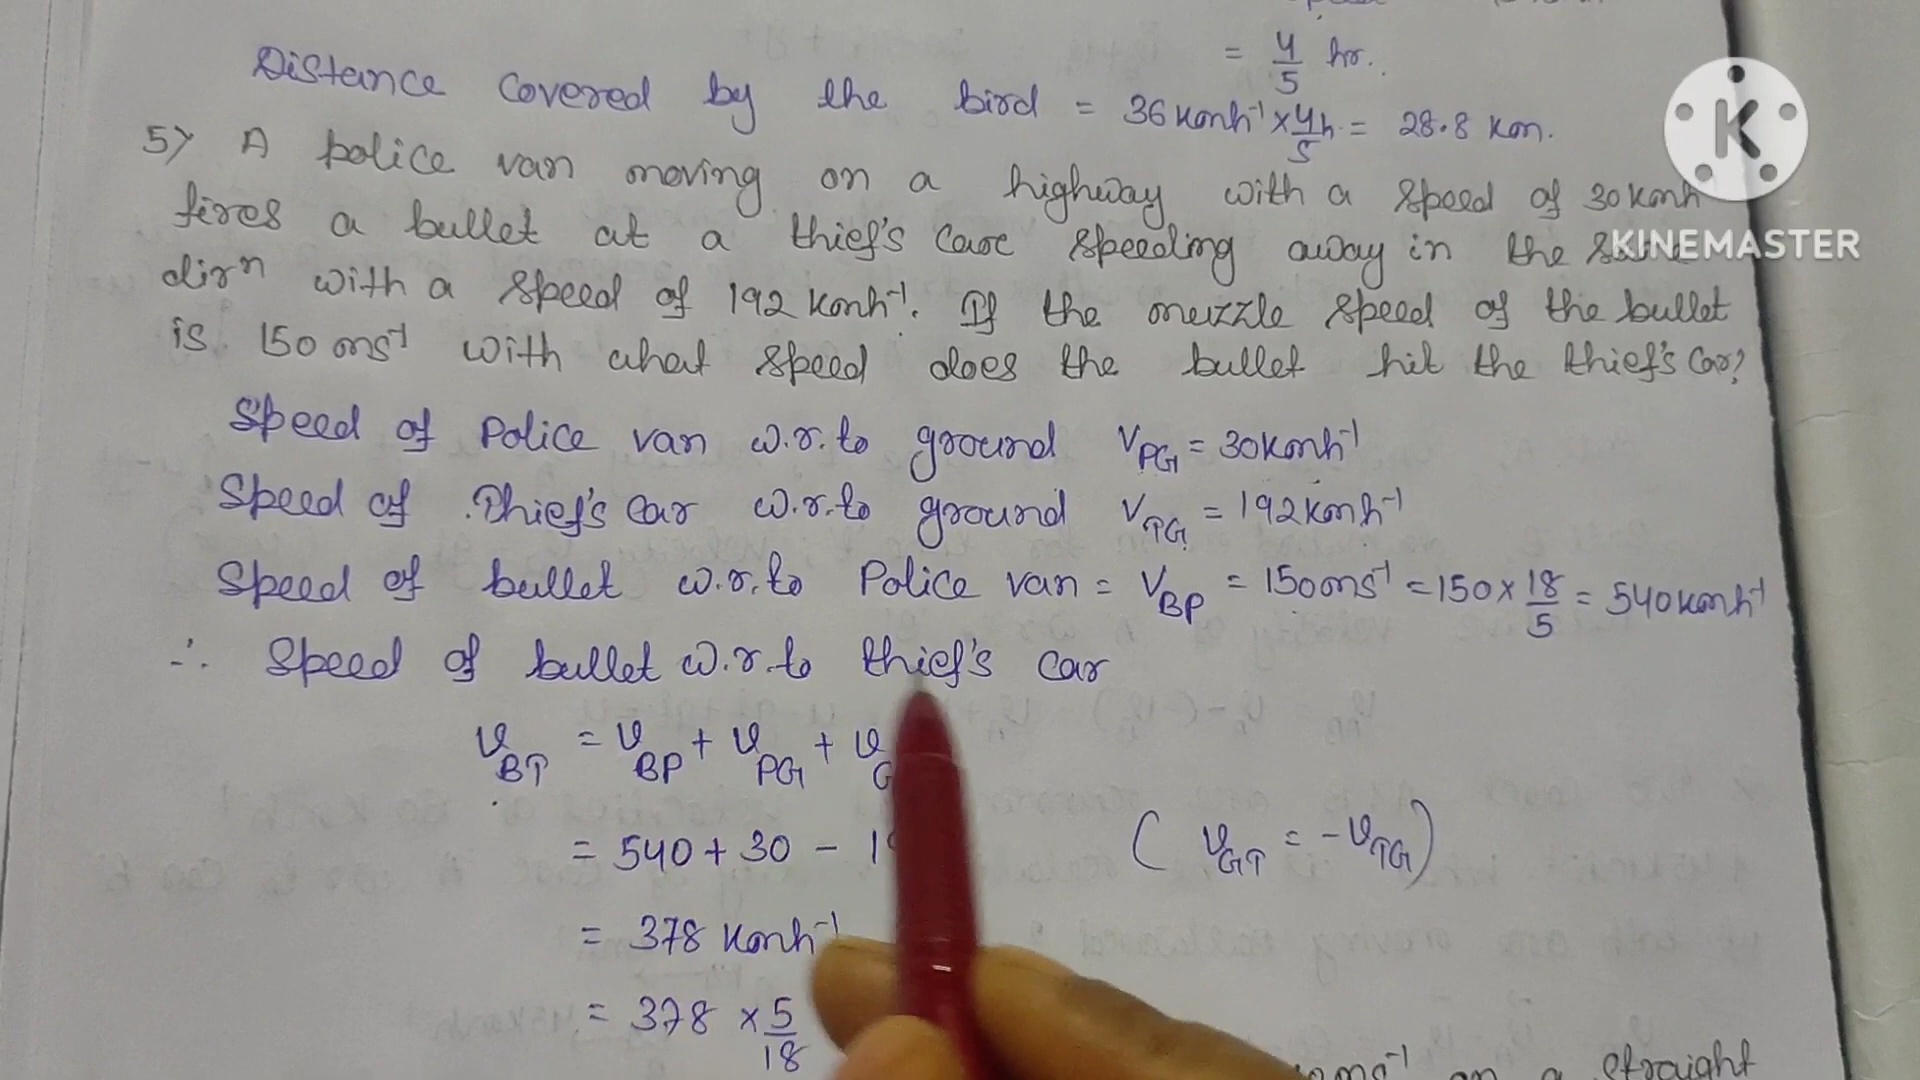 = 4/5 hr.
Distance covered by the bird = 36 kmh⁻¹ × 4/5 h = 28.8 km.
5) A police van moving on a highway with a speed of 30 kmh
fires a bullet at a thief's car speeding away in the same
KINEMASTER
dirⁿ with a speed of 192 kmh⁻¹. If the muzzle speed of the bullet
is 150 ms⁻¹ with what speed does the bullet hit the thief's car?
Speed of Police van w.r.to ground V_PG = 30 kmh⁻¹
Speed of Thief's car w.r.to ground V_TG = 192 kmh⁻¹
Speed of bullet w.r.to Police van = V_BP = 150 ms⁻¹ = 150 × 18/5 = 540 kmh⁻¹
∴ Speed of bullet w.r.to thief's car
v_BT = v_BP + v_PG + v_G
= 540 + 30 - 1 ( v_GT = -v_TG )
= 378 kmh⁻¹
= 378 × 5/18
ms⁻¹ on a straight